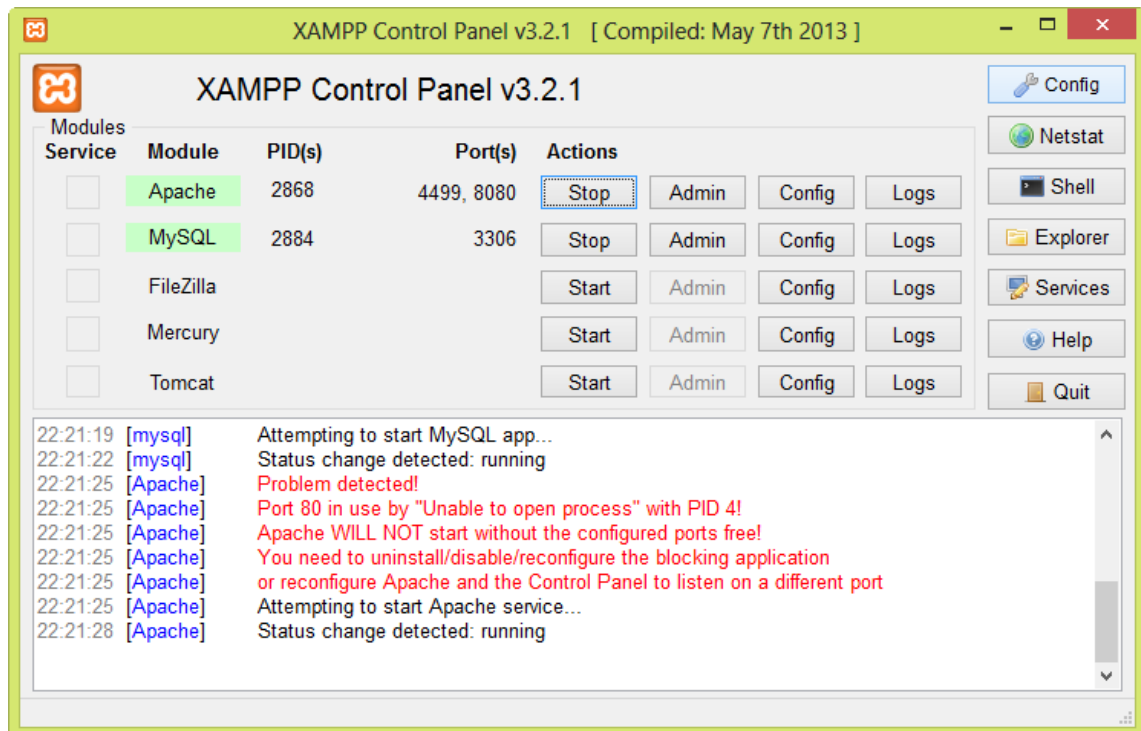 XAMPP Control Panel v3.2.1 [ Compiled: May 7th 2013 ]
XAMPP Control Panel v3.2.1
Config
Modules
Service Module PID(s) Port(s) Actions
Netstat
Apache 2868 4499, 8080 Stop Admin Config Logs
Shell
MySQL 2884 3306 Stop Admin Config Logs
Explorer
FileZilla Start Admin Config Logs
Services
Mercury Start Admin Config Logs
Help
Tomcat Start Admin Config Logs
Quit
22:21:19 [mysql] Attempting to start MySQL app...
22:21:22 [mysql] Status change detected: running
22:21:25 [Apache] Problem detected!
22:21:25 [Apache] Port 80 in use by "Unable to open process" with PID 4!
22:21:25 [Apache] Apache WILL NOT start without the configured ports free!
22:21:25 [Apache] You need to uninstall/disable/reconfigure the blocking application
22:21:25 [Apache] or reconfigure Apache and the Control Panel to listen on a different port
22:21:25 [Apache] Attempting to start Apache service...
22:21:28 [Apache] Status change detected: running